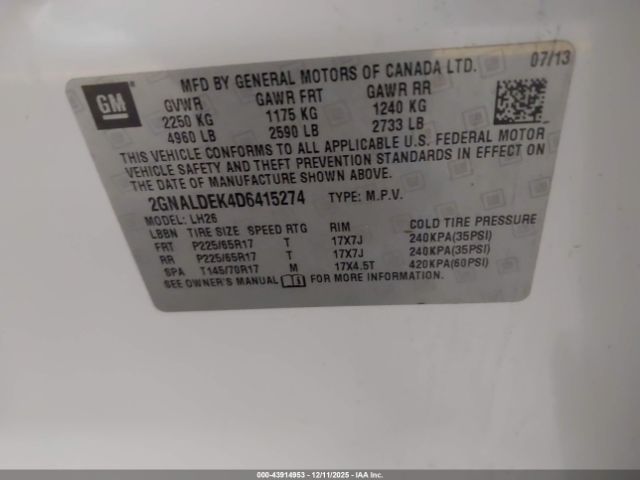 GM
MFD BY GENERAL MOTORS OF CANADA LTD. 07/13
GVWR GAWR FRT GAWR RR
2250 KG 1175 KG 1240 KG
4960 LB 2590 LB 2733 LB
THIS VEHICLE CONFORMS TO ALL APPLICABLE U.S. FEDERAL MOTOR
VEHICLE SAFETY AND THEFT PREVENTION STANDARDS IN EFFECT ON
THE DATE OF MANUFACTURE SHOWN ABOVE.
2GNALDEK4D6415274 TYPE: M.P.V.
MODEL: LH26
LBBN TIRE SIZE SPEED RTG RIM COLD TIRE PRESSURE
FRT P225/65R17 T 17X7J 240KPA(35PSI)
RR P225/65R17 T 17X7J 240KPA(35PSI)
SPA T145/70R17 M 17X4.5T 420KPA(60PSI)
SEE OWNER'S MANUAL FOR MORE INFORMATION.
000-43914953 - 12/11/2025 - IAA